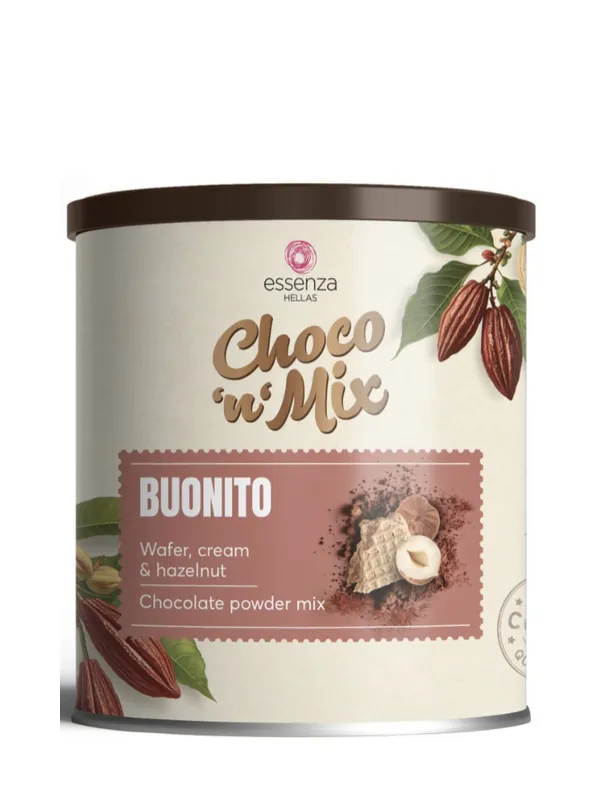 essenza
HELLAS
Choco
‘n‘ Mix
BUONITO
Wafer, cream
& hazelnut
Chocolate powder mix